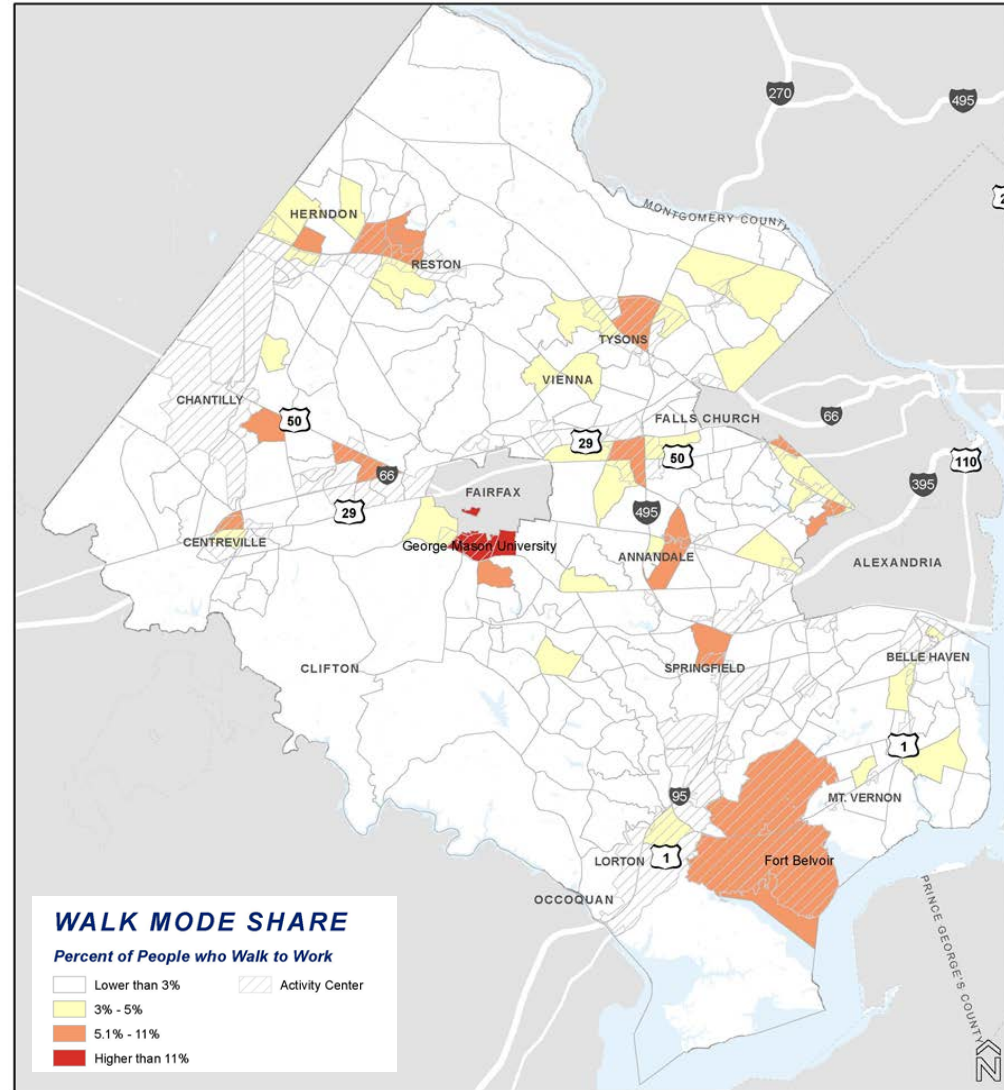 270
495
2
MONTGOMERY COUNTY
HERNDON
RESTON
TYSONS
VIENNA
CHANTILLY
50
FALLS CHURCH
66
29
50
110
66
395
FAIRFAX
29
495
CENTREVILLE
George Mason University
ANNANDALE
ALEXANDRIA
CLIFTON
SPRINGFIELD
BELLE HAVEN
1
95
MT. VERNON
LORTON
1
Fort Belvoir
OCCOQUAN
PRINCE GEORGE'S COUNTY
WALK MODE SHARE
Percent of People who Walk to Work
Lower than 3%
Activity Center
3% - 5%
5.1% - 11%
Higher than 11%
N